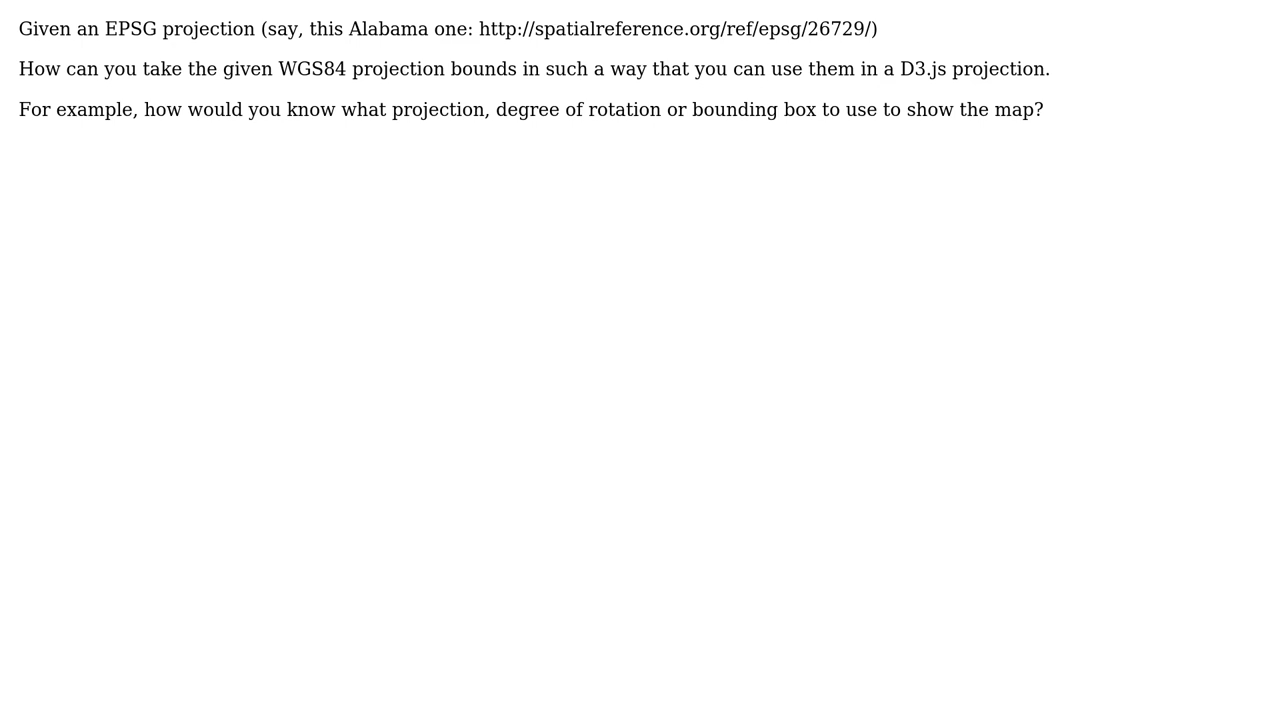 Given an EPSG projection (say, this Alabama one: http://spatialreference.org/ref/epsg/26729/)
How can you take the given WGS84 projection bounds in such a way that you can use them in a D3.js projection.
For example, how would you know what projection, degree of rotation or bounding box to use to show the map?